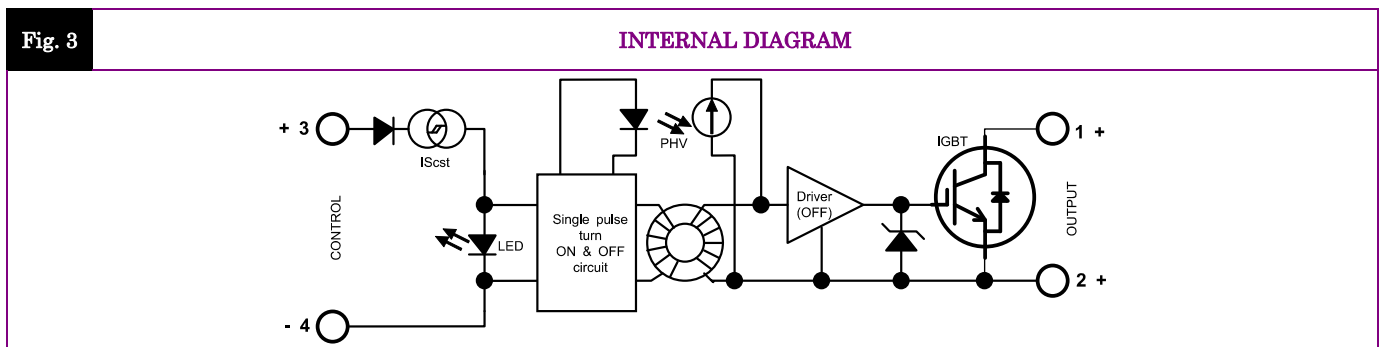 Fig. 3
INTERNAL DIAGRAM
+ 3
IScst
CONTROL
LED
- 4
Single pulse
turn
ON & OFF
circuit
PHV
Driver
(OFF)
IGBT
1 +
OUTPUT
2 +